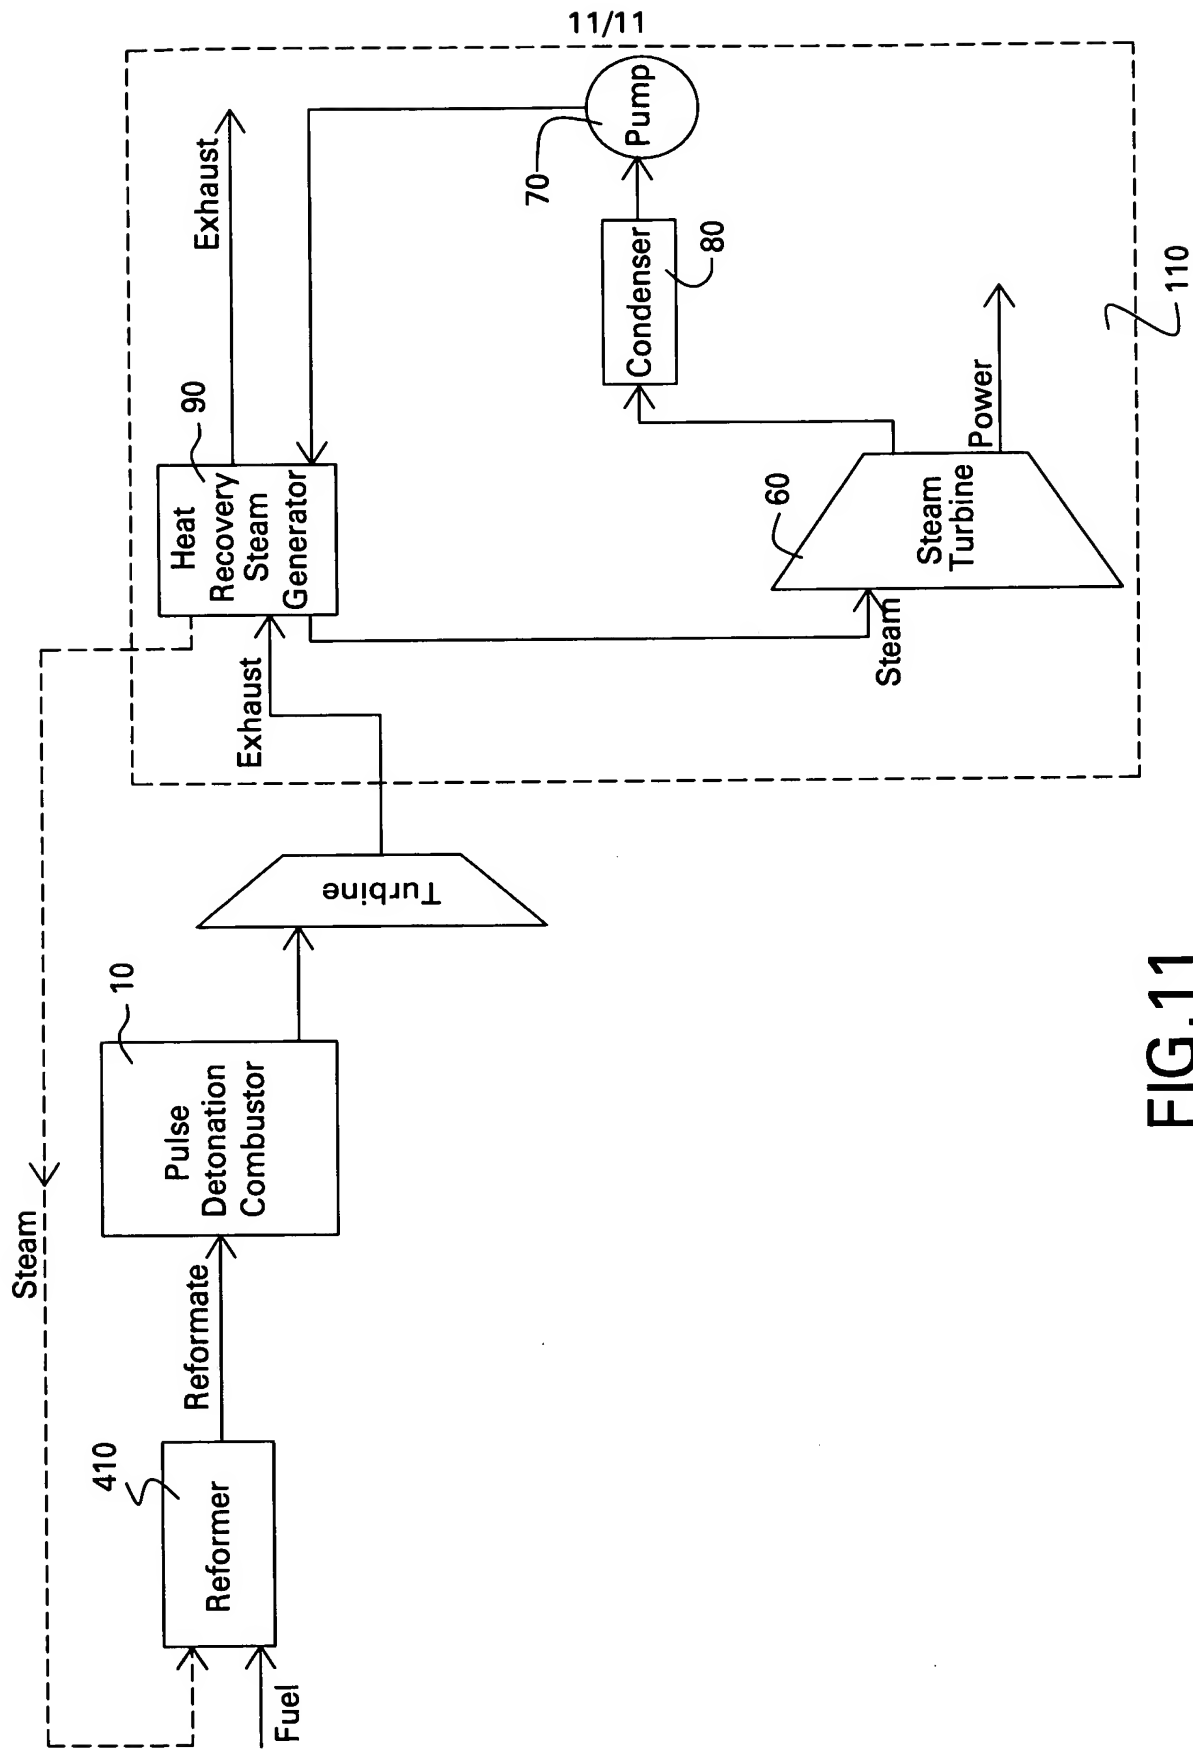 11/11
Steam
Fuel
Reformer
410
Reformate
Pulse
Detonation
Combustor
10
Turbine
Exhaust
Heat
Recovery
Steam
Generator
90
Exhaust
Steam
Steam
Turbine
60
Power
Condenser
80
Pump
70
110
FIG.11